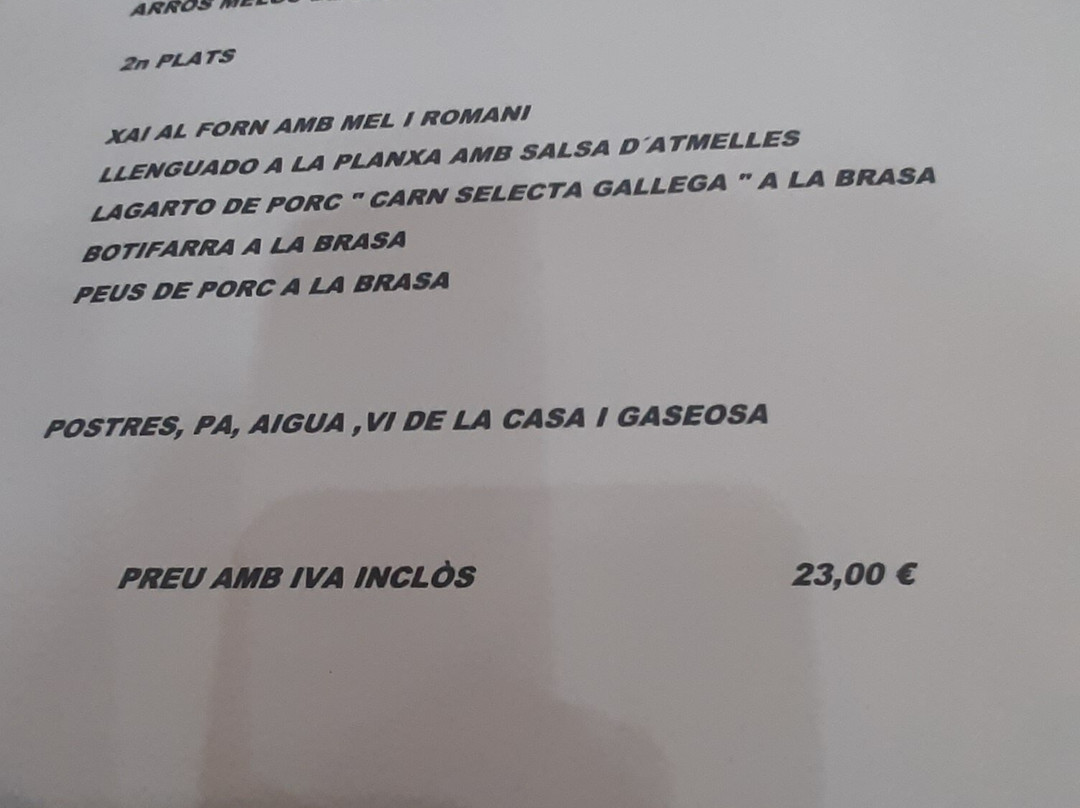 ARRÒS
2n PLATS
XAI AL FORN AMB MEL I ROMANI
LLENGUADO A LA PLANXA AMB SALSA D´ATMELLES
LAGARTO DE PORC " CARN SELECTA GALLEGA " A LA BRASA
BOTIFARRA A LA BRASA
PEUS DE PORC A LA BRASA
POSTRES, PA, AIGUA ,VI DE LA CASA I GASEOSA
PREU AMB IVA INCLÒS 23,00 €